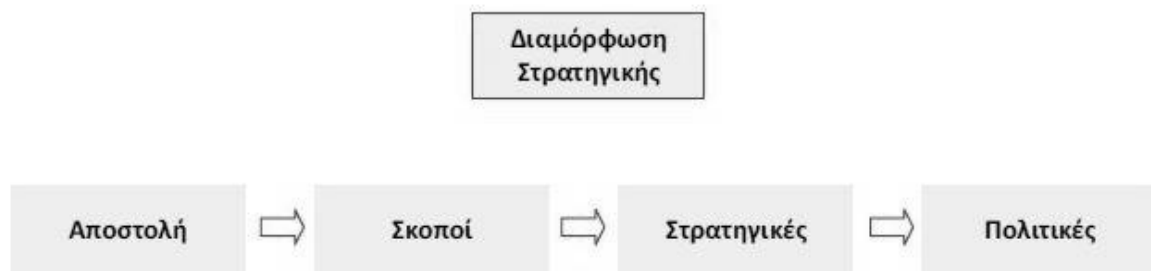 Διαμόρφωση
Στρατηγικής
Αποστολή
Σκοποί
Στρατηγικές
Πολιτικές